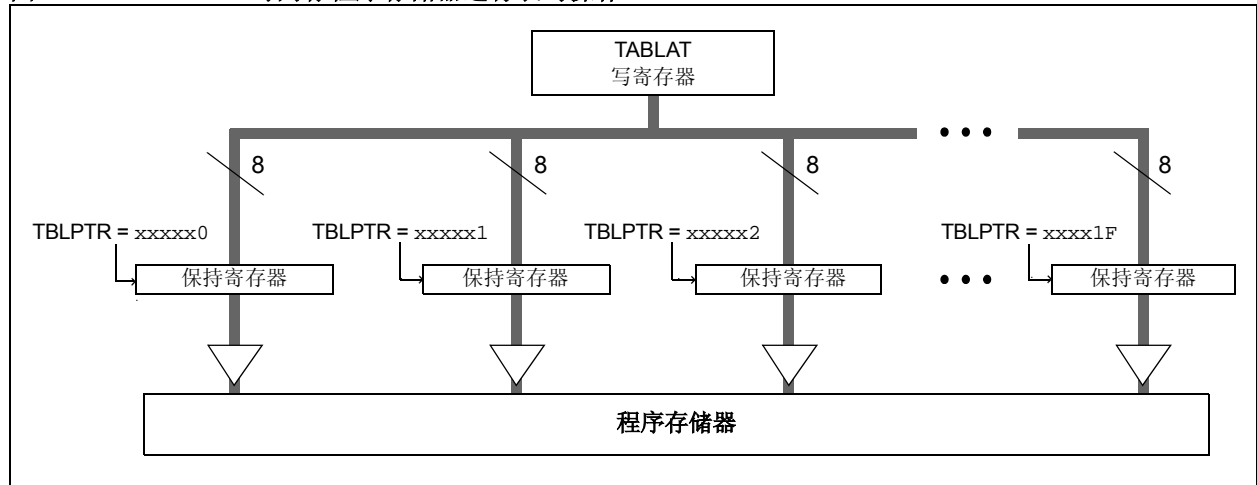 TABLAT
写寄存器
8 8 8 8
TBLPTR = xxxxx0 TBLPTR = xxxxx1 TBLPTR = xxxxx2 TBLPTR = xxxx1F
保持寄存器 保持寄存器 保持寄存器 保持寄存器
程序存储器